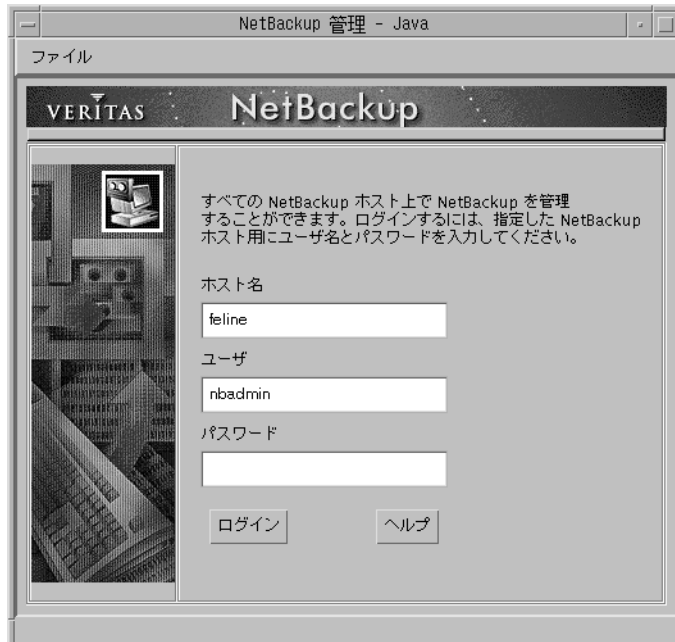 NetBackup 管理 - Java
ファイル
VERITAS NetBackup
すべての NetBackup ホスト上で NetBackup を管理
することができます。ログインするには、指定した NetBackup
ホスト用にユーザ名とパスワードを入力してください。
ホスト名
feline
ユーザ
nbadmin
パスワード
ログイン ヘルプ